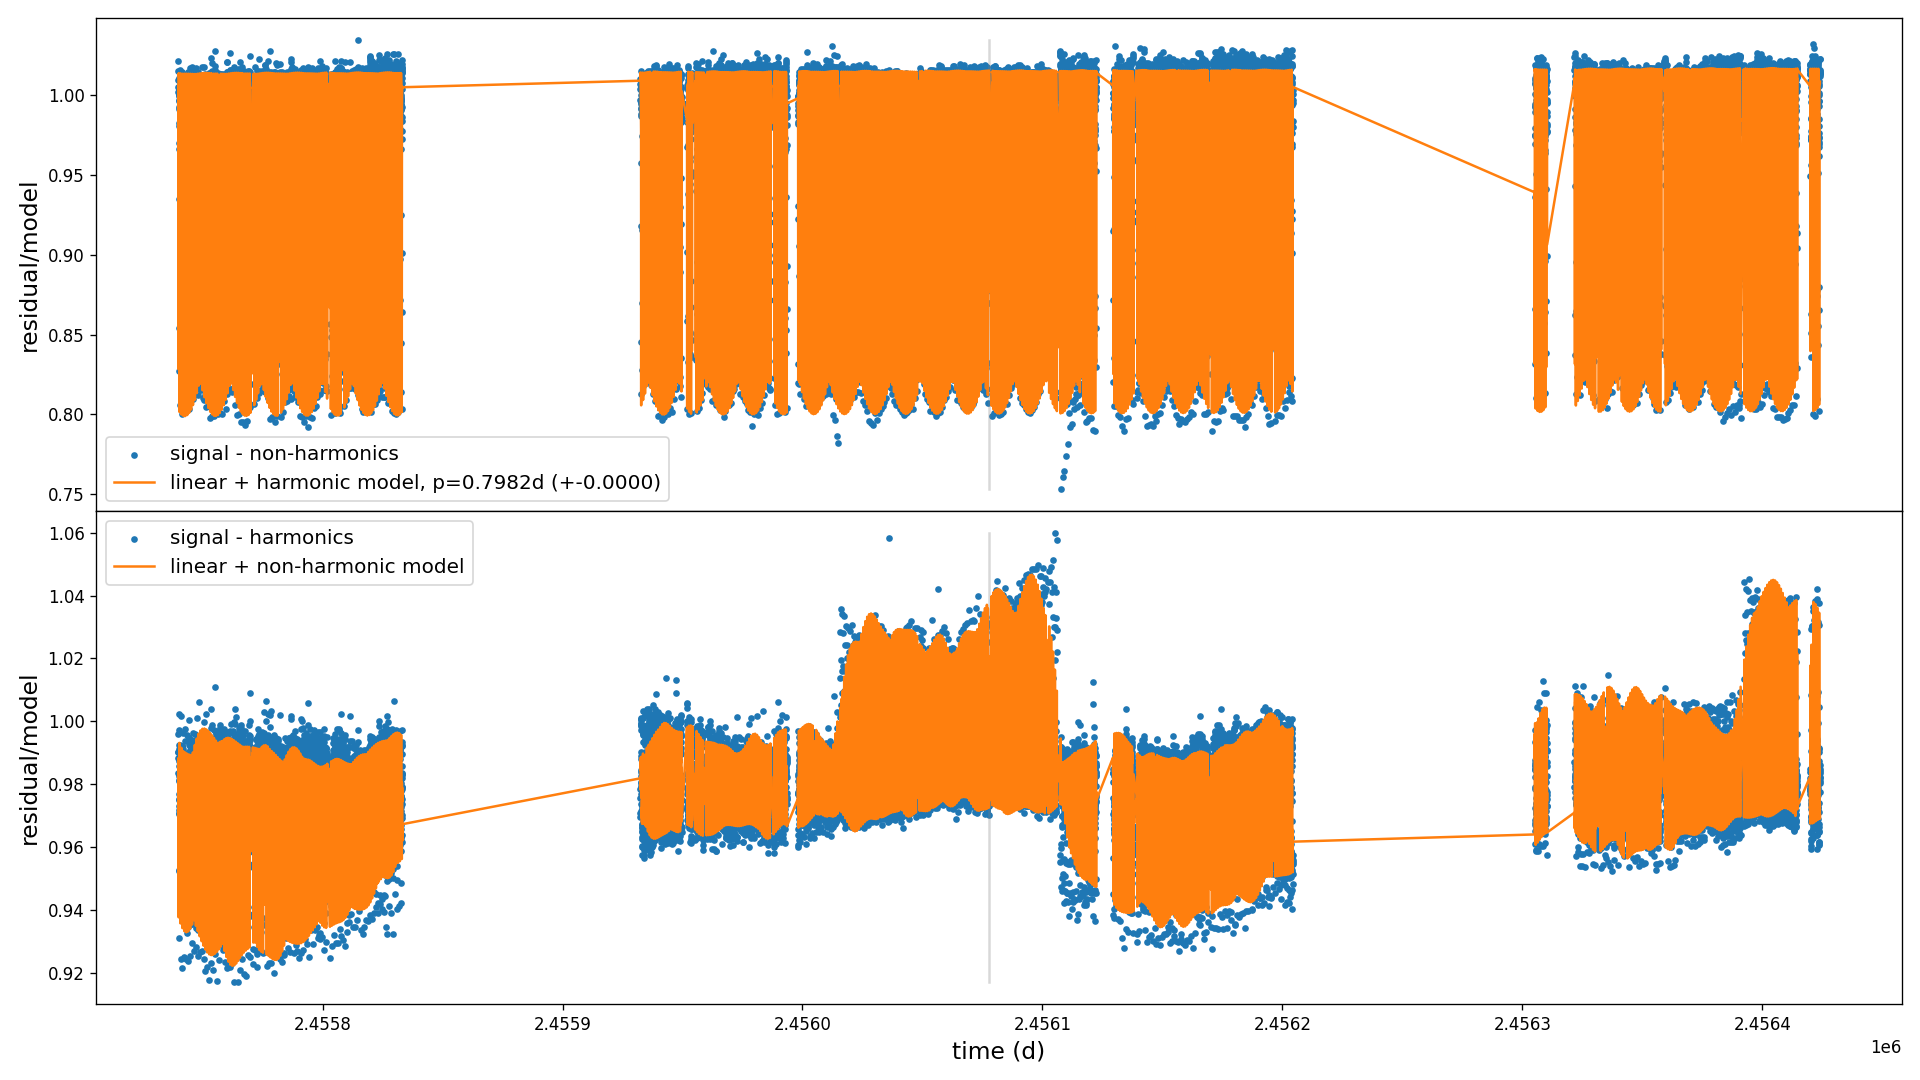 residual/model
1.00
0.95
0.90
0.85
0.80
0.75
signal - non-harmonics
linear + harmonic model, p=0.7982d (+-0.0000)
residual/model
1.06
1.04
1.02
1.00
0.98
0.96
0.94
0.92
signal - harmonics
linear + non-harmonic model
2.4558
2.4559
2.4560
2.4561
2.4562
2.4563
2.4564
time (d)
1e6